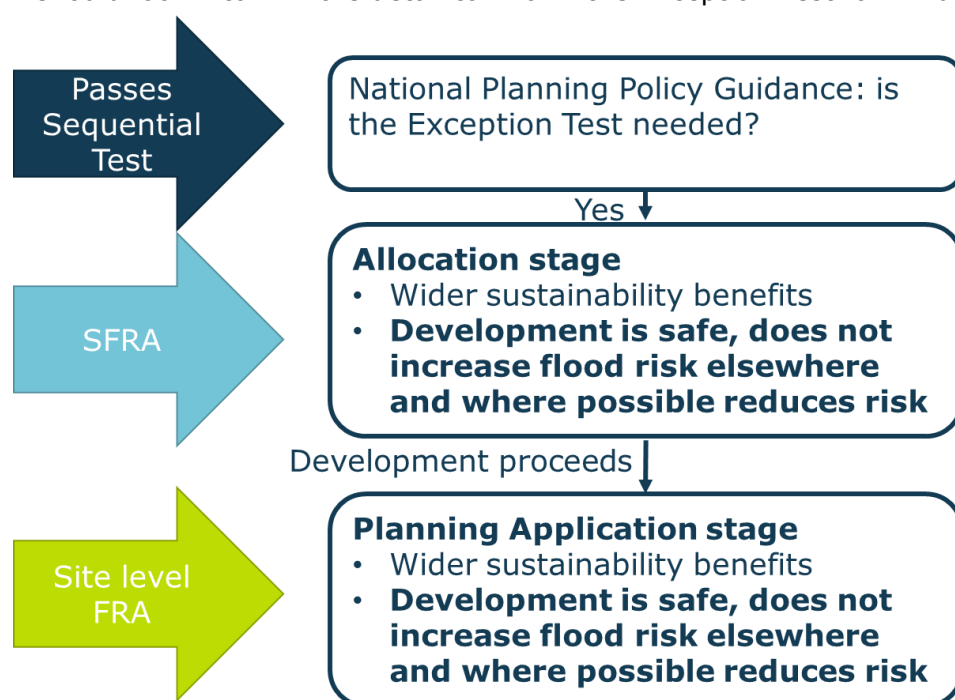 Passes
Sequential
Test
National Planning Policy Guidance: is
the Exception Test needed?
Yes
SFRA
Allocation stage
• Wider sustainability benefits
• Development is safe, does not
increase flood risk elsewhere
and where possible reduces risk
Development proceeds
Site level
FRA
Planning Application stage
• Wider sustainability benefits
• Development is safe, does not
increase flood risk elsewhere
and where possible reduces risk